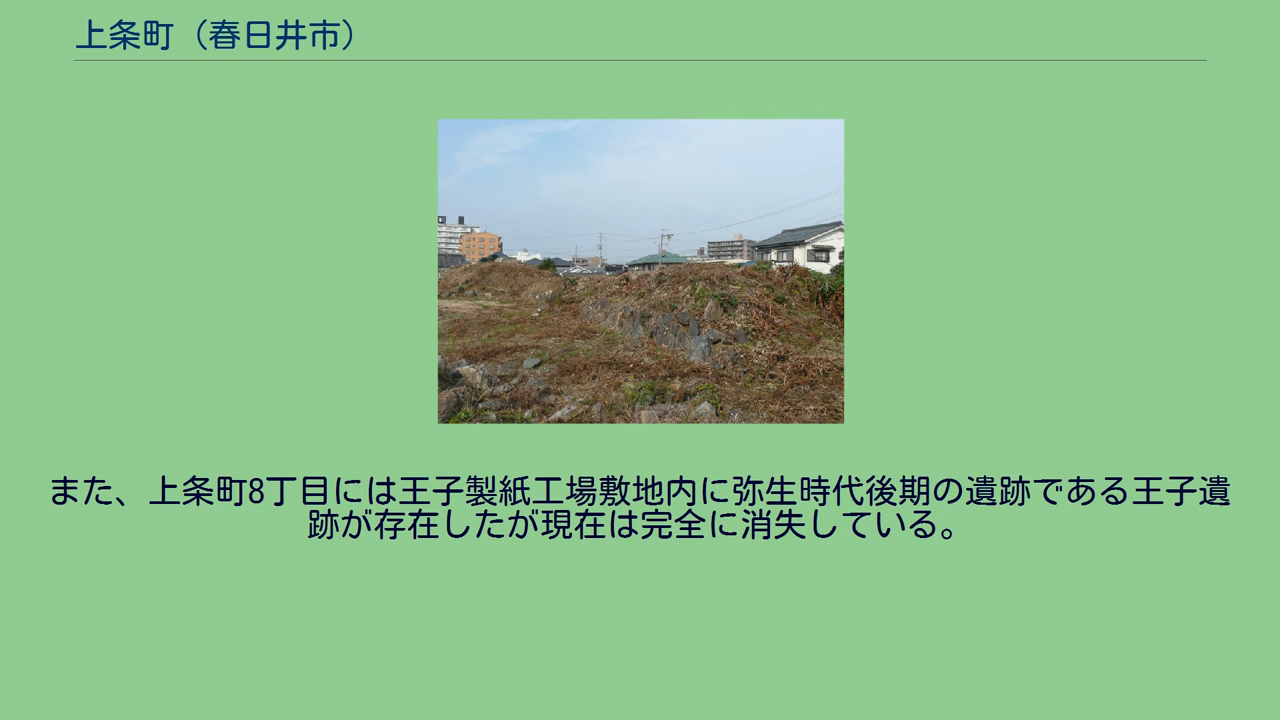 上条町（春日井市）
また、上条町8丁目には王子製紙工場敷地内に弥生時代後期の遺跡である王子遺
跡が存在したが現在は完全に消失している。